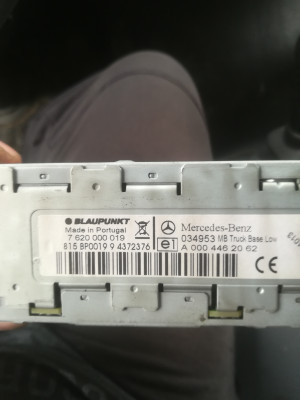 BLAUPUNKT
Made in Portugal
7 620 000 019
815 BP0019 9 4372376
Mercedes-Benz
034953 MB Truck Base Low
e1 A 000 446 20 62
CE